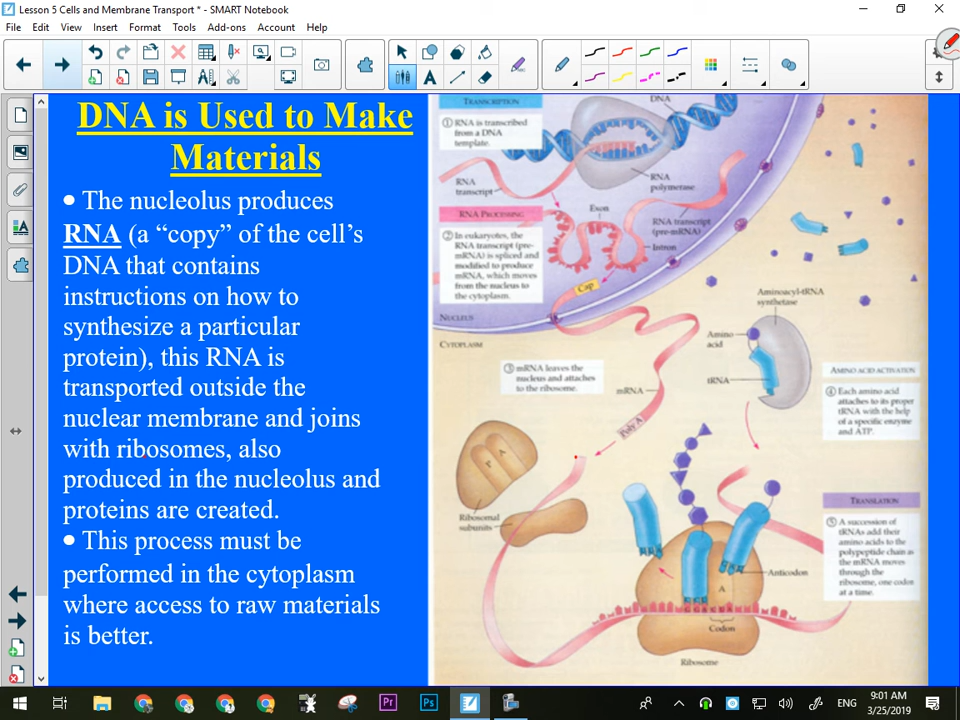 Lesson 5 Cells and Membrane Transport * - SMART Notebook
File Edit View Insert Format Tools Add-ons Account Help
DNA is Used to Make
Materials
• The nucleolus produces
RNA (a “copy” of the cell’s
DNA that contains
instructions on how to
synthesize a particular
protein), this RNA is
transported outside the
nuclear membrane and joins
with ribosomes, also
produced in the nucleolus and
proteins are created.
• This process must be
performed in the cytoplasm
where access to raw materials
is better.
TRANSCRIPTION
① RNA is transcribed
from a DNA
template.
DNA
RNA
transcript
RNA
polymerase
RNA PROCESSING
② In eukaryotes, the
RNA transcript (pre-
mRNA) is spliced and
modified to produce
mRNA, which moves
from the nucleus to
the cytoplasm.
Exon
RNA transcript
(pre-mRNA)
Intron
Cap
NUCLEUS
CYTOPLASM
③ mRNA leaves the
nucleus and attaches
to the ribosome.
mRNA
Poly A
Aminoacyl-tRNA
synthetase
Amino
acid
tRNA
AMINO ACID ACTIVATION
④ Each amino acid
attaches to its proper
tRNA with the help
of a specific enzyme
and ATP.
Ribosomal
subunits
TRANSLATION
⑤ A succession of
tRNAs add their
amino acids to the
polypeptide chain as
the mRNA moves
through the
ribosome, one codon
at a time.
Anticodon
A
Codon
Ribosome
Pr
Ps
ENG
9:01 AM
3/25/2019